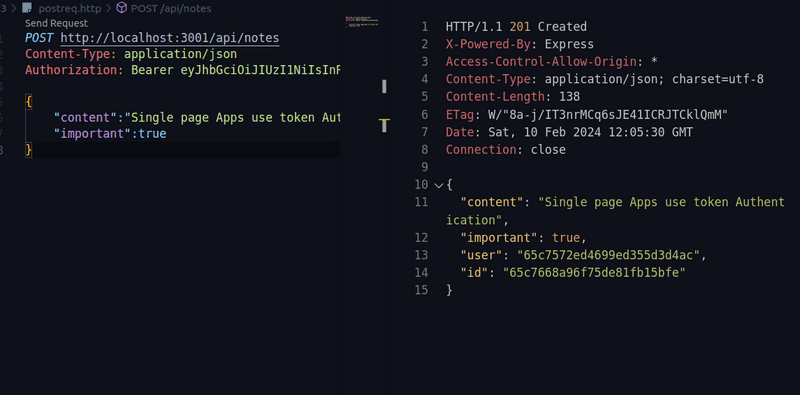 3 > postreq.http > POST /api/notes
Send Request
POST http://localhost:3001/api/notes
Content-Type: application/json
Authorization: Bearer eyJhbGciOiJIUzI1NiIsInR
{
"content":"Single page Apps use token Aut
"important":true
}
1 HTTP/1.1 201 Created
2 X-Powered-By: Express
3 Access-Control-Allow-Origin: *
4 Content-Type: application/json; charset=utf-8
5 Content-Length: 138
6 ETag: W/"8a-j/IT3nrMCq6sJE41ICRJTCklQmM"
7 Date: Sat, 10 Feb 2024 12:05:30 GMT
8 Connection: close
9
10 {
11 "content": "Single page Apps use token Authent
ication",
12 "important": true,
13 "user": "65c7572ed4699ed355d3d4ac",
14 "id": "65c7668a96f75de81fb15bfe"
15 }